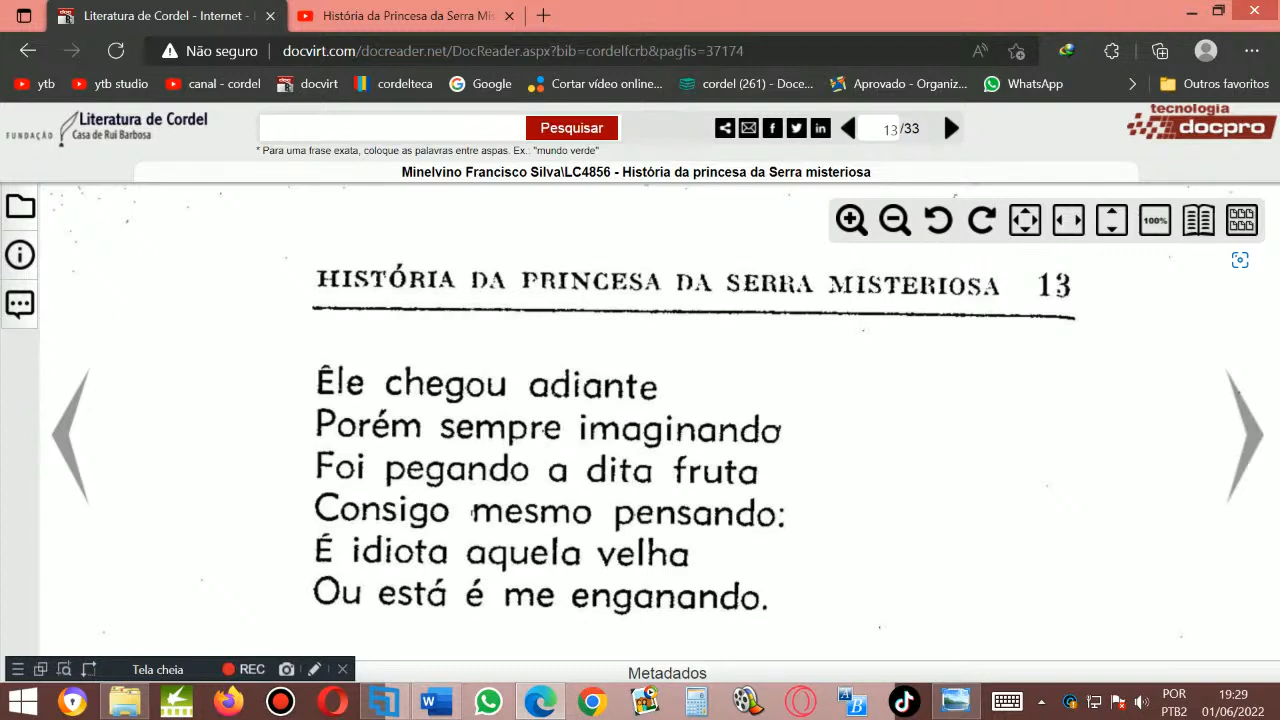 Literatura de Cordel - Internet -
História da Princesa da Serra Mis
Não seguro
docvirt.com/docreader.net/DocReader.aspx?bib=cordelfcrb&pagfis=37174
ytb
ytb studio
canal - cordel
docvirt
cordelteca
Google
Cortar vídeo online...
cordel (261) - Doce...
Aprovado - Organiz...
WhatsApp
Outros favoritos
FUNDAÇÃO
Literatura de Cordel
Casa de Rui Barbosa
Pesquisar
* Para uma frase exata, coloque as palavras entre aspas. Ex.: "mundo verde"
13/33
tecnologia
docpro
Minelvino Francisco Silva\LC4856 - História da princesa da Serra misteriosa
100%
HISTÓRIA DA PRINCESA DA SERRA MISTERIOSA 13
Êle chegou adiante
Porém sempre imaginando
Foi pegando a dita fruta
Consigo mesmo pensando:
É idiota aquela velha
Ou está é me enganando.
Tela cheia
REC
Metadados
POR
PTB2
19:29
01/06/2022